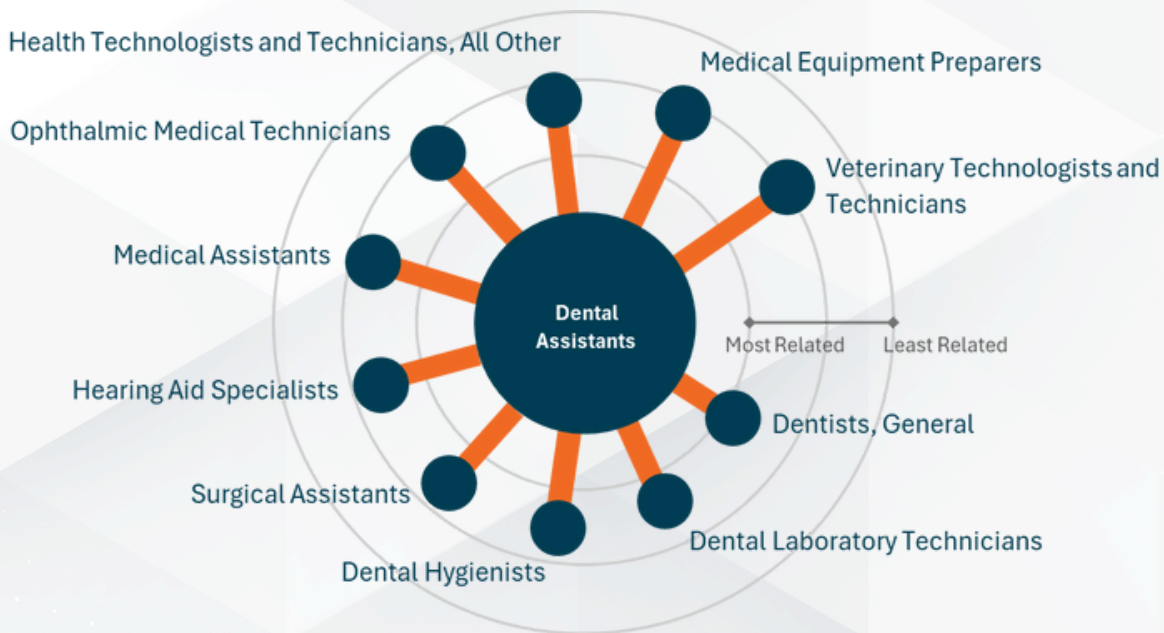 Health Technologists and Technicians, All Other
Medical Equipment Preparers
Ophthalmic Medical Technicians
Veterinary Technologists and
Technicians
Medical Assistants
Dental
Assistants
Most Related
Least Related
Hearing Aid Specialists
Dentists, General
Surgical Assistants
Dental Laboratory Technicians
Dental Hygienists